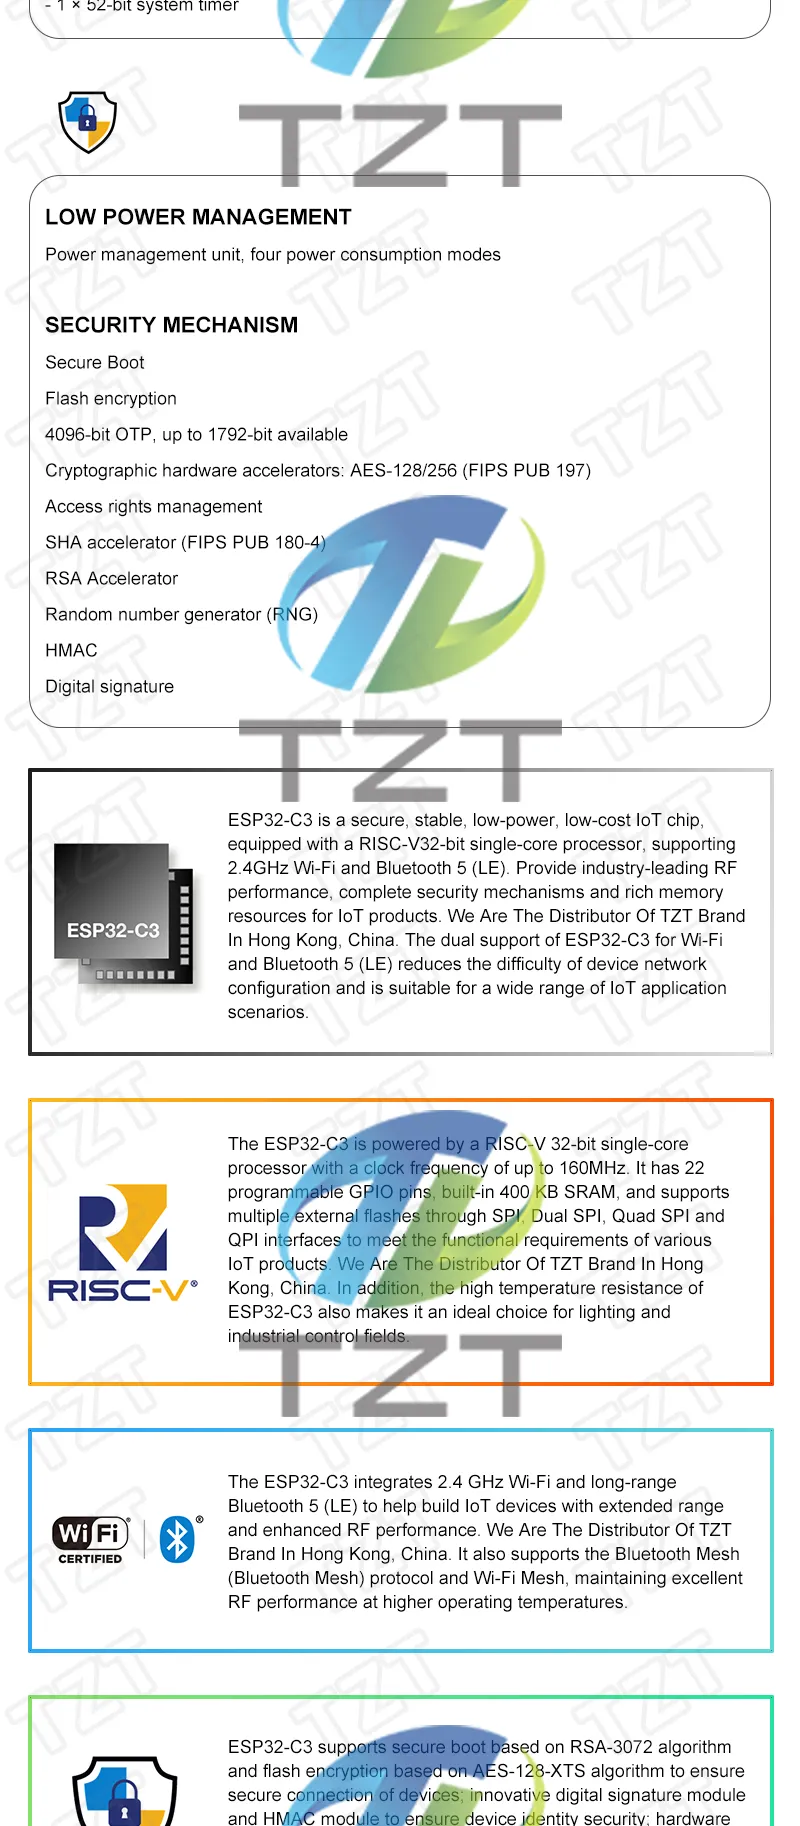 - 1 × 52-bit system timer
TZT
LOW POWER MANAGEMENT
Power management unit, four power consumption modes
SECURITY MECHANISM
Secure Boot
Flash encryption
4096-bit OTP, up to 1792-bit available
Cryptographic hardware accelerators: AES-128/256 (FIPS PUB 197)
Access rights management
SHA accelerator (FIPS PUB 180-4)
RSA Accelerator
Random number generator (RNG)
HMAC
Digital signature
TZT
ESP32-C3
ESP32-C3 is a secure, stable, low-power, low-cost IoT chip,
equipped with a RISC-V32-bit single-core processor, supporting
2.4GHz Wi-Fi and Bluetooth 5 (LE). Provide industry-leading RF
performance, complete security mechanisms and rich memory
resources for IoT products. We Are The Distributor Of TZT Brand
In Hong Kong, China. The dual support of ESP32-C3 for Wi-Fi
and Bluetooth 5 (LE) reduces the difficulty of device network
configuration and is suitable for a wide range of IoT application
scenarios.
RISC-V®
The ESP32-C3 is powered by a RISC-V 32-bit single-core
processor with a clock frequency of up to 160MHz. It has 22
programmable GPIO pins, built-in 400 KB SRAM, and supports
multiple external flashes through SPI, Dual SPI, Quad SPI and
QPI interfaces to meet the functional requirements of various
IoT products. We Are The Distributor Of TZT Brand In Hong
Kong, China. In addition, the high temperature resistance of
ESP32-C3 also makes it an ideal choice for lighting and
industrial control fields.
TZT
Wi Fi®
CERTIFIED
®
The ESP32-C3 integrates 2.4 GHz Wi-Fi and long-range
Bluetooth 5 (LE) to help build IoT devices with extended range
and enhanced RF performance. We Are The Distributor Of TZT
Brand In Hong Kong, China. It also supports the Bluetooth Mesh
(Bluetooth Mesh) protocol and Wi-Fi Mesh, maintaining excellent
RF performance at higher operating temperatures.
ESP32-C3 supports secure boot based on RSA-3072 algorithm
and flash encryption based on AES-128-XTS algorithm to ensure
secure connection of devices; innovative digital signature module
and HMAC module to ensure device identity security; hardware